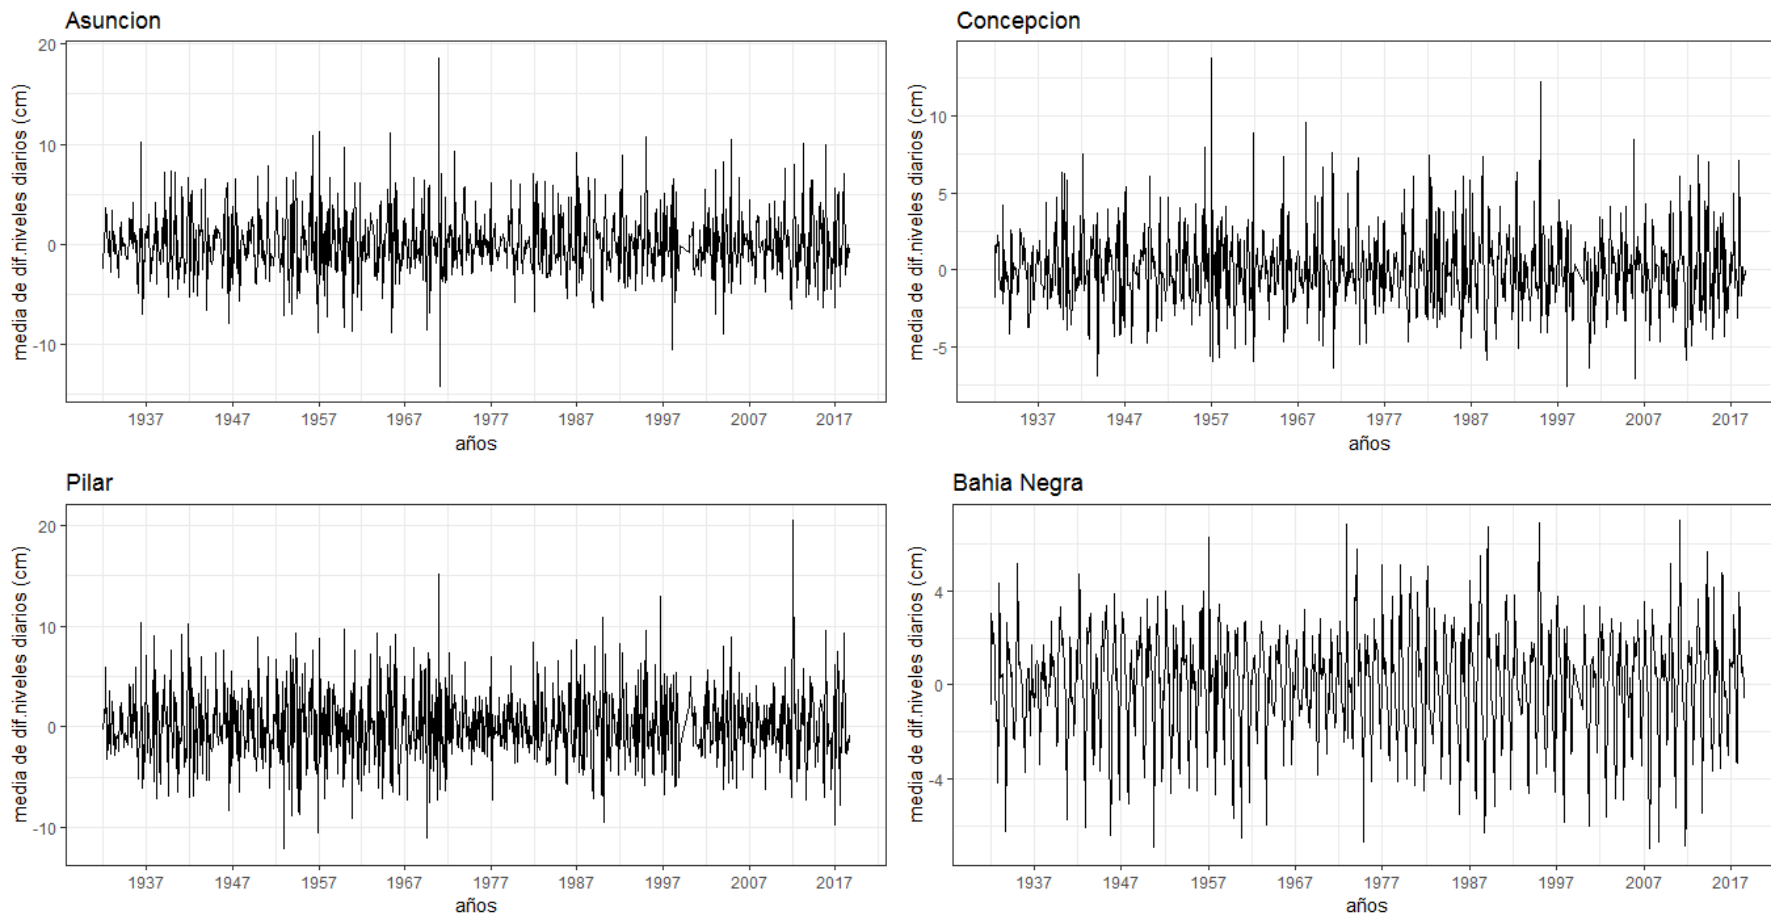 Asuncion
media de dif.niveles diarios (cm)
20
10
0
-10
1937 1947 1957 1967 1977 1987 1997 2007 2017
años
Concepcion
media de dif.niveles diarios (cm)
10
5
0
-5
1937 1947 1957 1967 1977 1987 1997 2007 2017
años
Pilar
media de dif.niveles diarios (cm)
20
10
0
-10
1937 1947 1957 1967 1977 1987 1997 2007 2017
años
Bahia Negra
media de dif.niveles diarios (cm)
4
0
-4
1937 1947 1957 1967 1977 1987 1997 2007 2017
años